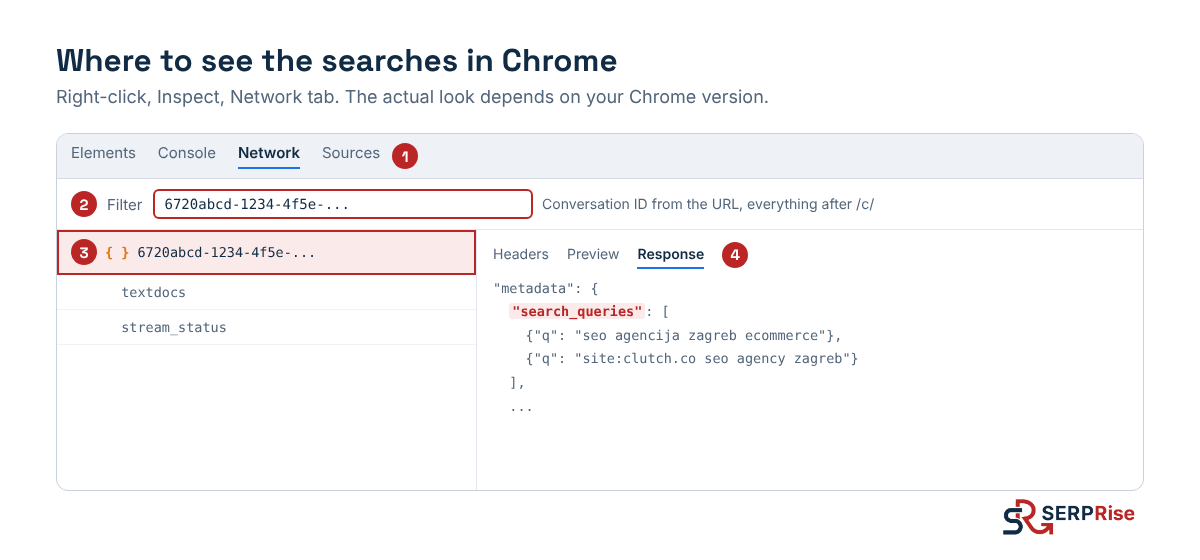 Where to see the searches in Chrome
Right-click, Inspect, Network tab. The actual look depends on your Chrome version.
Elements Console Network Sources 1
2 Filter 6720abcd-1234-4f5e-... Conversation ID from the URL, everything after /c/
3 { } 6720abcd-1234-4f5e-...
textdocs
stream_status
Headers Preview Response 4
"metadata": {
"search_queries": [
{"q": "seo agencija zagreb ecommerce"},
{"q": "site:clutch.co seo agency zagreb"}
],
...
SERPRise